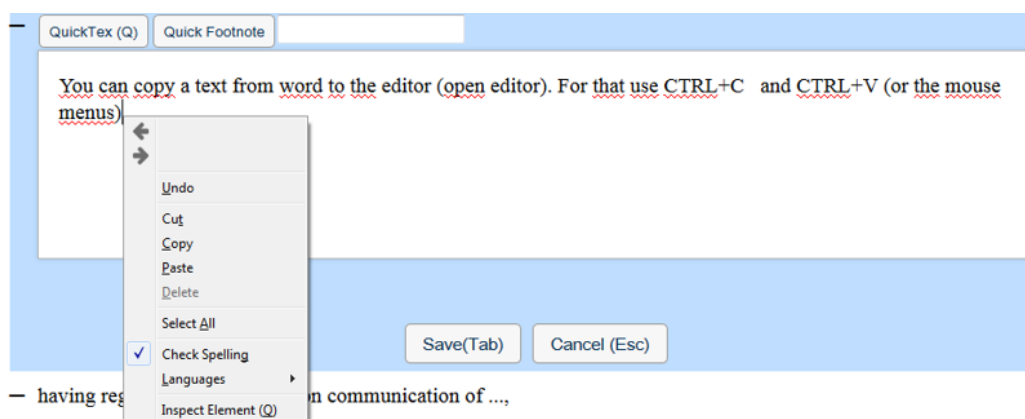 QuickTex (Q) Quick Footnote
You can copy a text from word to the editor (open editor). For that use CTRL+C and CTRL+V (or the mouse
menus)
Undo
Cut
Copy
Paste
Delete
Select All
Save(Tab) Cancel (Esc)
Check Spelling
Languages
– having reg n communication of ...,
Inspect Element (Q)